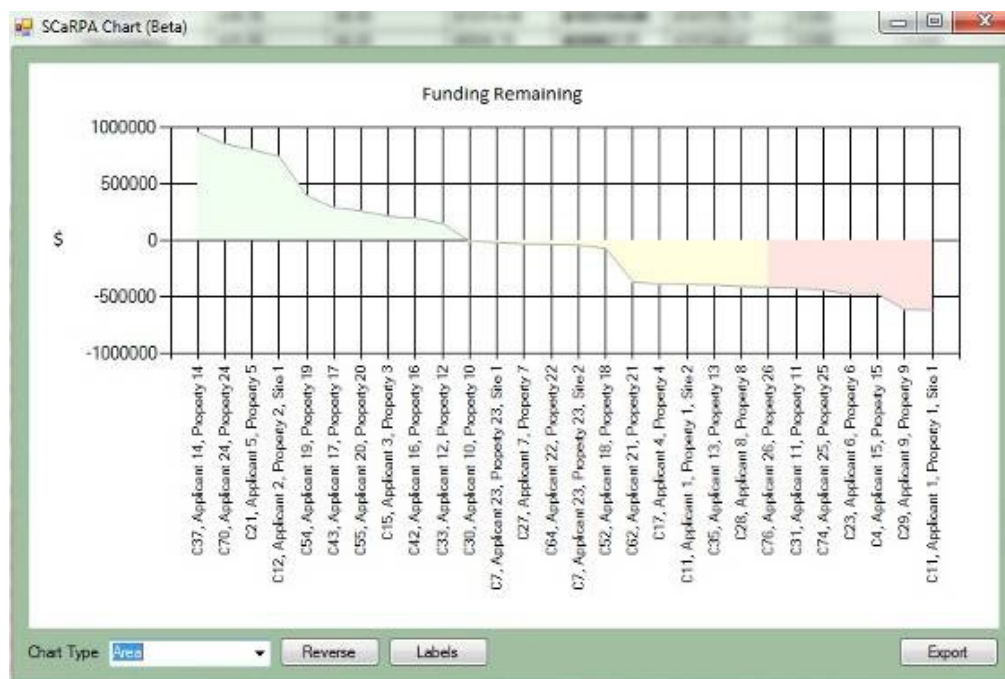 SCaRPA Chart (Beta)
Funding Remaining
1000000
500000
$
0
-500000
-1000000
C37, Applicant 14, Property 14
C70, Applicant 24, Property 24
C21, Applicant 5, Property 5
C12, Applicant 2, Property 2, Site 1
C54, Applicant 19, Property 19
C43, Applicant 17, Property 17
C55, Applicant 20, Property 20
C15, Applicant 3, Property 3
C42, Applicant 16, Property 16
C33, Applicant 12, Property 12
C30, Applicant 10, Property 10
C7, Applicant 23, Property 23, Site 1
C27, Applicant 7, Property 7
C64, Applicant 22, Property 22
C7, Applicant 23, Property 23, Site 2
C52, Applicant 18, Property 18
C62, Applicant 21, Property 21
C17, Applicant 4, Property 4
C11, Applicant 1, Property 1, Site 2
C35, Applicant 13, Property 13
C28, Applicant 8, Property 8
C76, Applicant 26, Property 26
C31, Applicant 11, Property 11
C74, Applicant 25, Property 25
C23, Applicant 6, Property 6
C4, Applicant 15, Property 15
C29, Applicant 9, Property 9
C11, Applicant 1, Property 1, Site 1
Chart Type Area Reverse Labels Export